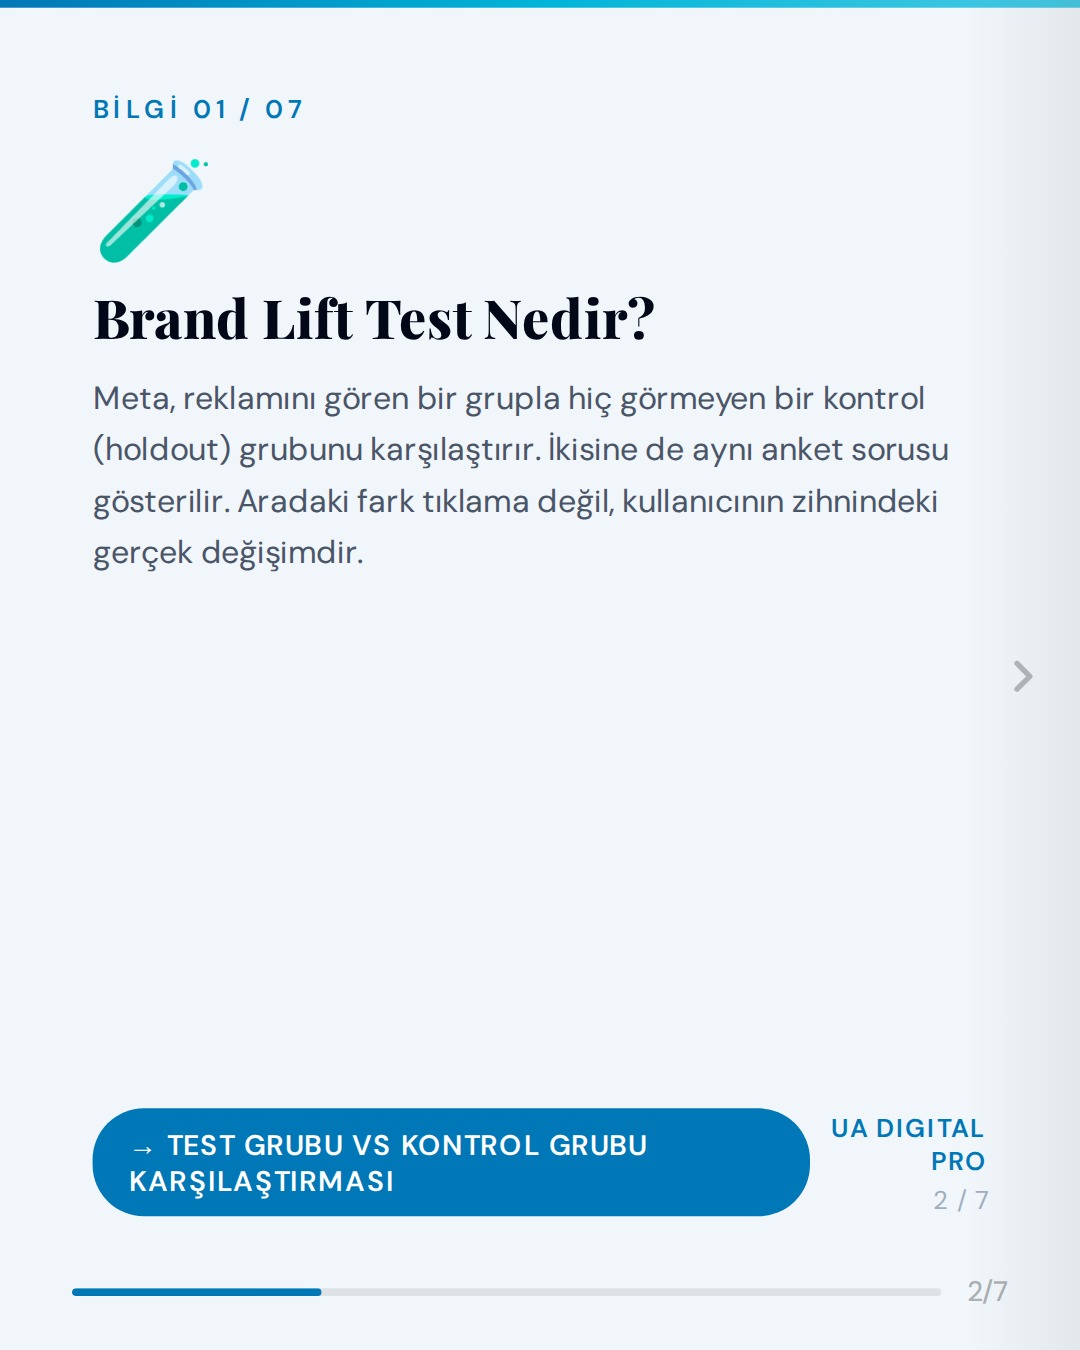 BİLGİ 01 / 07
Brand Lift Test Nedir?
Meta, reklamını gören bir grupla hiç görmeyen bir kontrol
(holdout) grubunu karşılaştırır. İkisine de aynı anket sorusu
gösterilir. Aradaki fark tıklama değil, kullanıcının zihnindeki
gerçek değişimdir.
→ TEST GRUBU VS KONTROL GRUBU
KARŞILAŞTIRMASI
UA DIGITAL
PRO
2 / 7
2/7